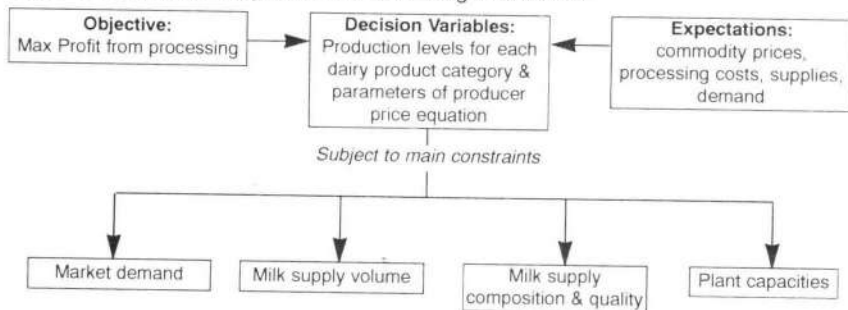 Objective:
Max Profit from processing
Decision Variables:
Production levels for each
dairy product category &
parameters of producer
price equation
Expectations:
commodity prices,
processing costs, supplies,
demand
Subject to main constraints
Market demand
Milk supply volume
Milk supply
composition & quality
Plant capacities